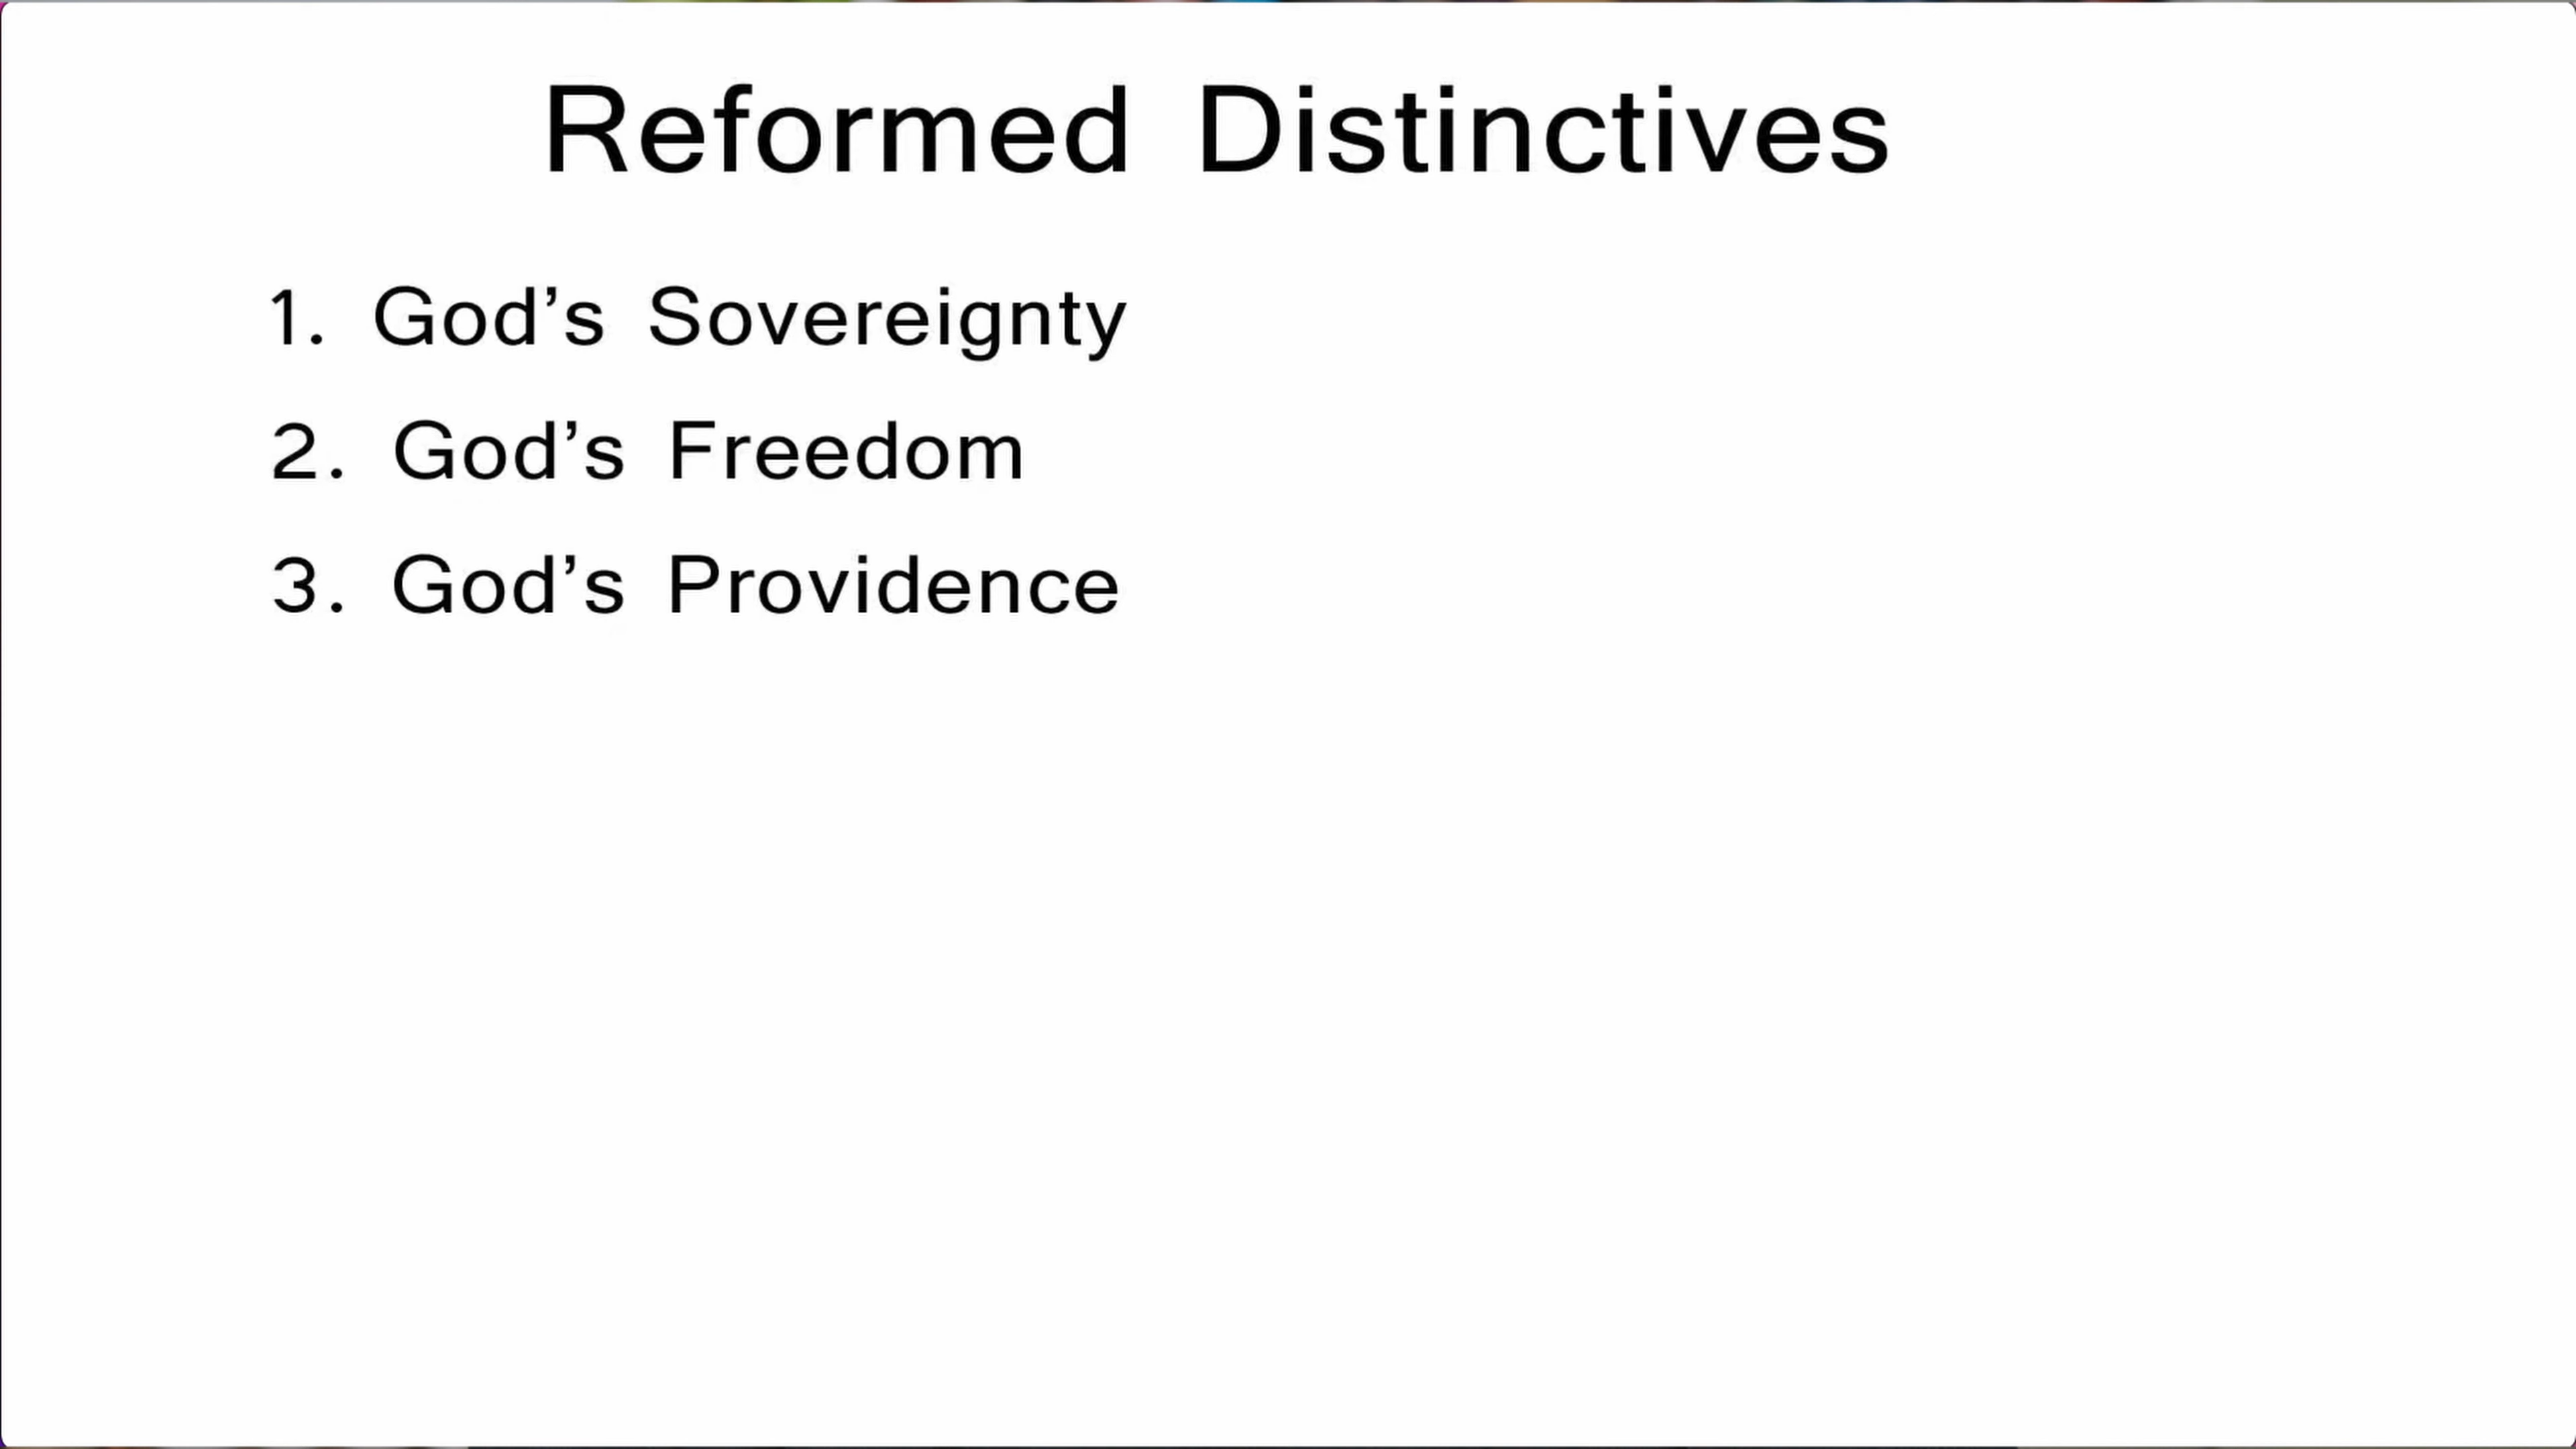 Reformed Distinctives
1. God’s Sovereignty
2. God’s Freedom
3. God’s Providence